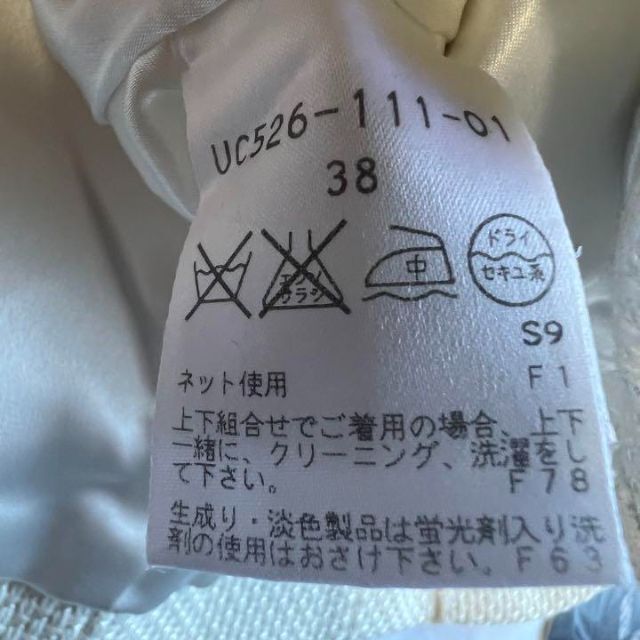 UC526-111-01
38
中
ドライ
セキユ系
S9
ネット使用
F1
上下組合せでご着用の場合、上下
一緒に、クリーニング、洗濯をし
て下さい。
F78
生成り・淡色製品は蛍光剤入り洗
剤の使用はおさけ下さい。F63